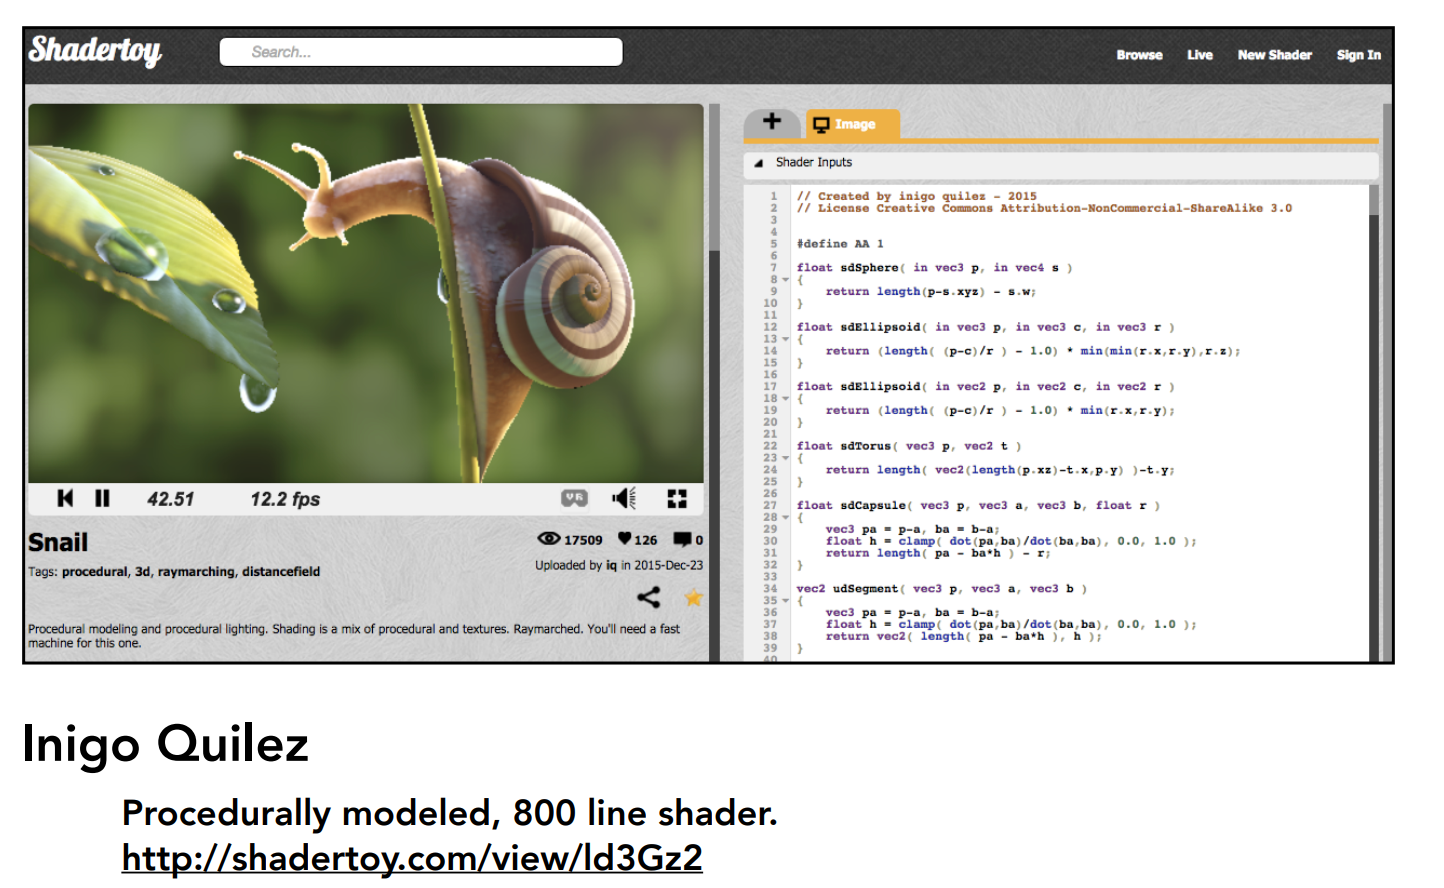 Shadertoy
Search...
Browse Live New Shader Sign In
+ Image
Shader Inputs
1 // Created by inigo quilez - 2015
2 // License Creative Commons Attribution-NonCommercial-ShareAlike 3.0
3
4
5 #define AA 1
6
7 float sdSphere( in vec3 p, in vec4 s )
8 {
9 return length(p-s.xyz) - s.w;
10 }
11
12 float sdEllipsoid( in vec3 p, in vec3 c, in vec3 r )
13 {
14 return (length( (p-c)/r ) - 1.0) * min(min(r.x,r.y),r.z);
15 }
16
17 float sdEllipsoid( in vec2 p, in vec2 c, in vec2 r )
18 {
19 return (length( (p-c)/r ) - 1.0) * min(r.x,r.y);
20 }
21
22 float sdTorus( vec3 p, vec2 t )
23 {
24 return length( vec2(length(p.xz)-t.x,p.y) )-t.y;
25 }
26
27 float sdCapsule( vec3 p, vec3 a, vec3 b, float r )
28 {
29 vec3 pa = p-a, ba = b-a;
30 float h = clamp( dot(pa,ba)/dot(ba,ba), 0.0, 1.0 );
31 return length( pa - ba*h ) - r;
32 }
33
34 vec2 udSegment( vec3 p, vec3 a, vec3 b )
35 {
36 vec3 pa = p-a, ba = b-a;
37 float h = clamp( dot(pa,ba)/dot(ba,ba), 0.0, 1.0 );
38 return vec2( length( pa - ba*h ), h );
39 }
40
42.51 12.2 fps VR
Snail
17509 126 0
Uploaded by iq in 2015-Dec-23
Tags: procedural, 3d, raymarching, distancefield
Procedural modeling and procedural lighting. Shading is a mix of procedural and textures. Raymarched. You'll need a fast
machine for this one.
Inigo Quilez
Procedurally modeled, 800 line shader.
http://shadertoy.com/view/ld3Gz2